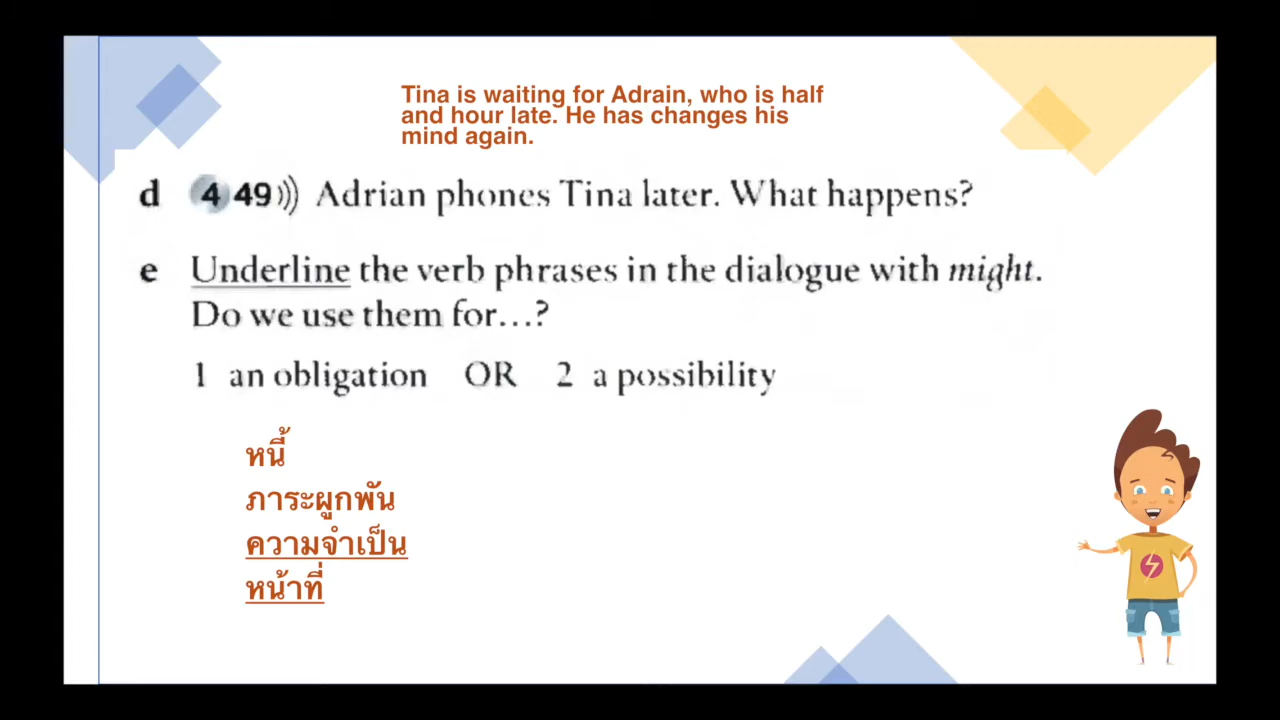 Tina is waiting for Adrain, who is half
and hour late. He has changes his
mind again.
d 4 49))) Adrian phones Tina later. What happens?
e Underline the verb phrases in the dialogue with might.
Do we use them for...?
1 an obligation OR 2 a possibility
หนี้
ภาระผูกพัน
ความจำเป็น
หน้าที่